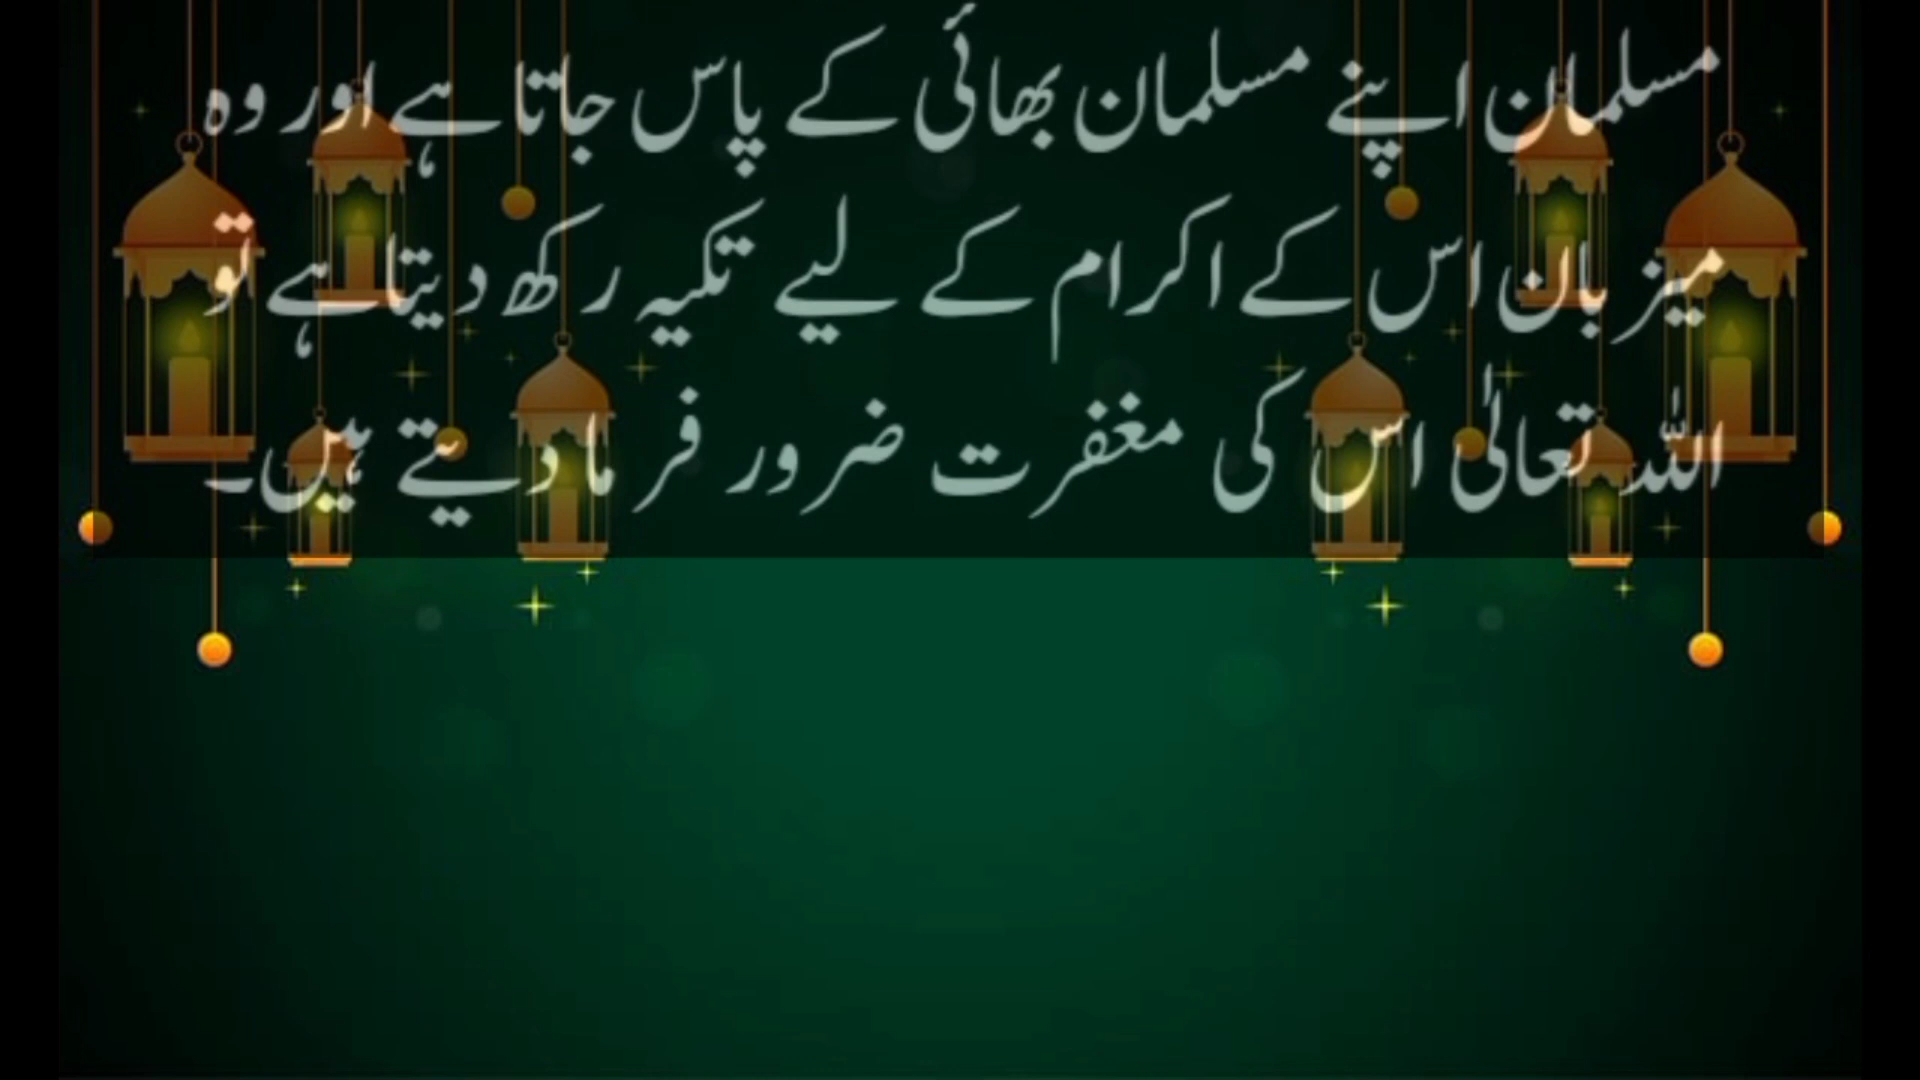 مسلمان اپنے مسلمان بھائی کے پاس جاتا ہے اور وہ
میزبان اس کے اکرام کے لیے تکیہ رکھ دیتا ہے تو
اللہ تعالٰی اس کی مغفرت ضرور فرما دیتے ہیں۔